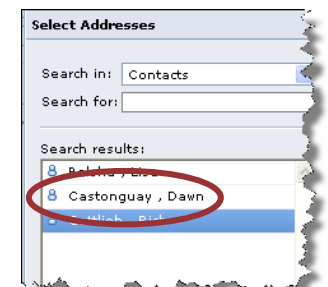 Select Addresses
Search in: Contacts
Search for:
Search results:
Castonguay , Dawn